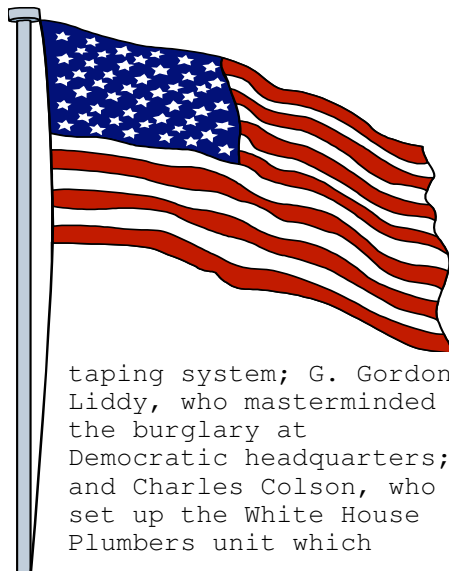 taping system; G. Gordon
Liddy, who masterminded
the burglary at
Democratic headquarters;
and Charles Colson, who
set up the White House
Plumbers unit which